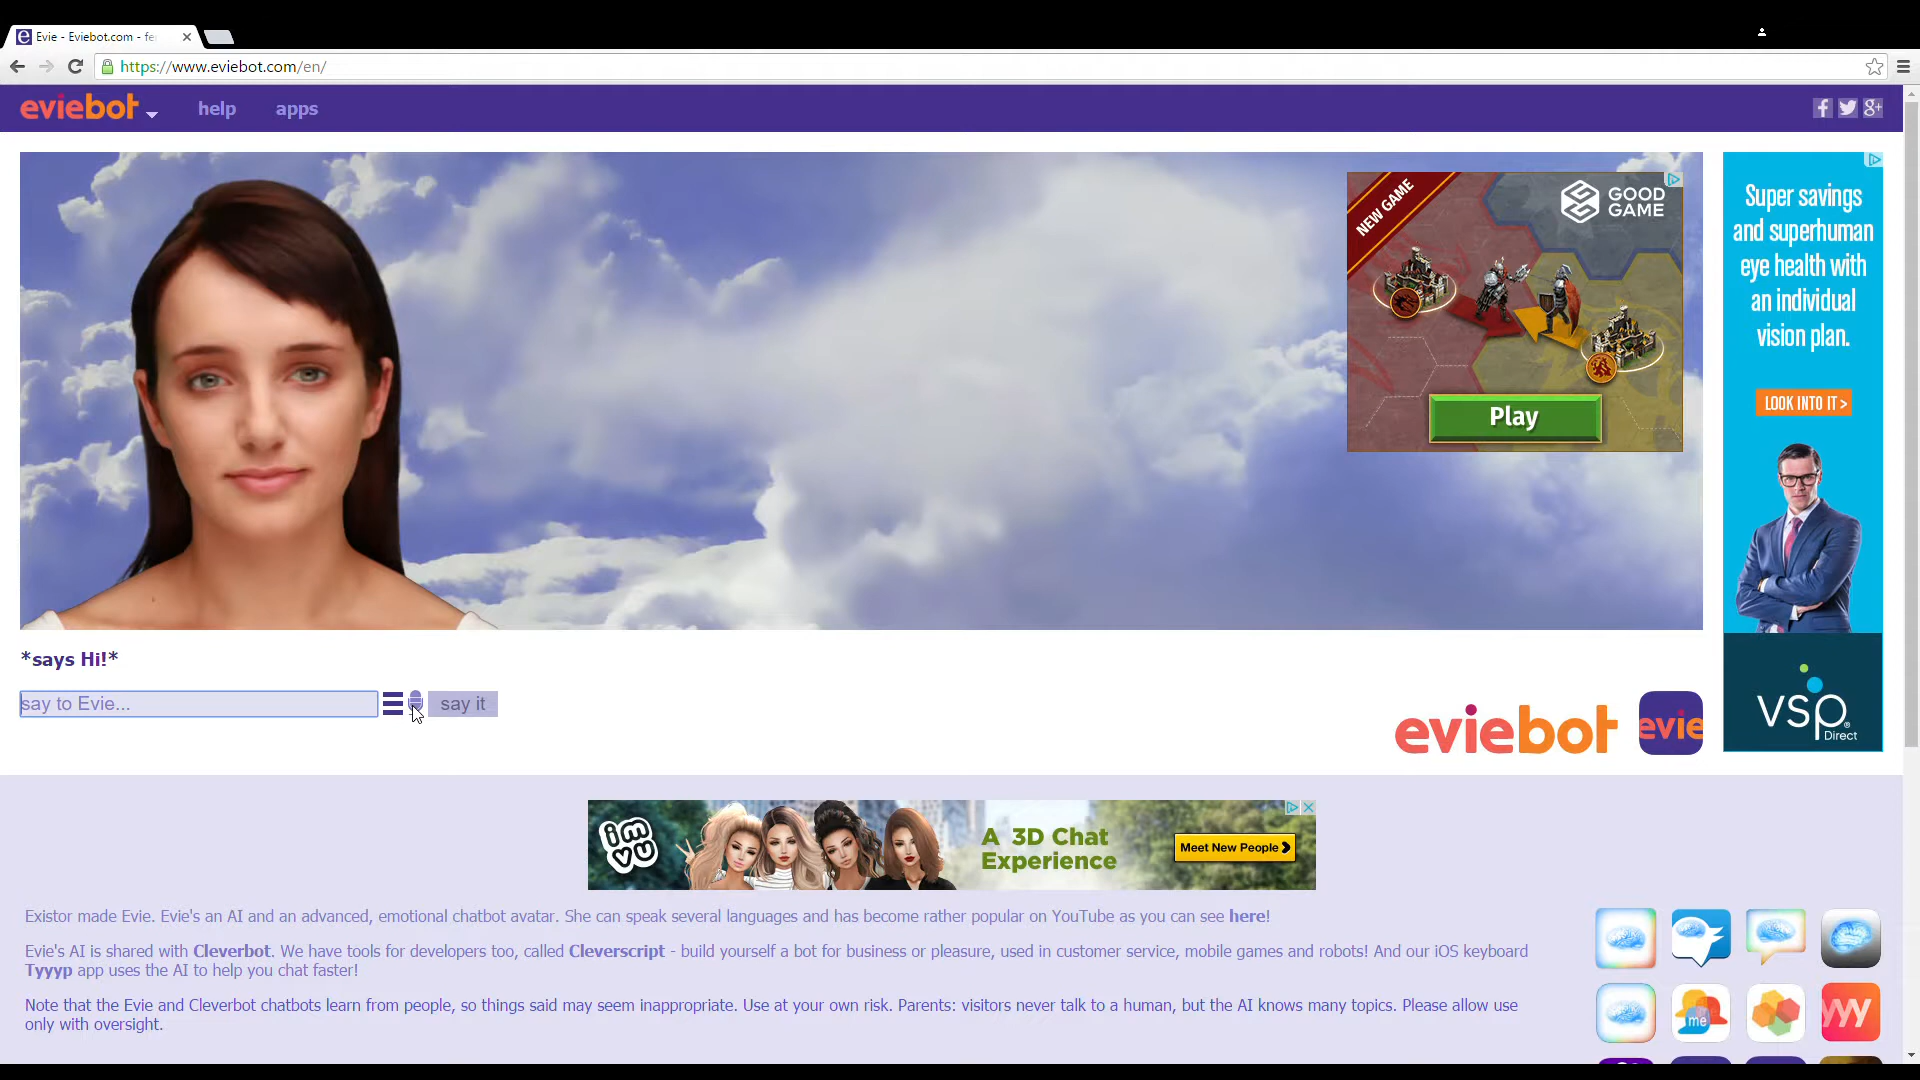 Evie - Eviebot.com - fe
https://www.eviebot.com/en/
eviebot
help
apps
NEW GAME
GOOD
GAME
Play
Super savings
and superhuman
eye health with
an individual
vision plan.
LOOK INTO IT >
vsp
Direct
*says Hi!*
say to Evie...
say it
eviebot
evie
imvu
A 3D Chat
Experience
Meet New People
Existor made Evie. Evie's an AI and an advanced, emotional chatbot avatar. She can speak several languages and has become rather popular on YouTube as you can see here!
Evie's AI is shared with Cleverbot. We have tools for developers too, called Cleverscript - build yourself a bot for business or pleasure, used in customer service, mobile games and robots! And our iOS keyboard
Tyyyp app uses the AI to help you chat faster!
Note that the Evie and Cleverbot chatbots learn from people, so things said may seem inappropriate. Use at your own risk. Parents: visitors never talk to a human, but the AI knows many topics. Please allow use
only with oversight.
me
yyy